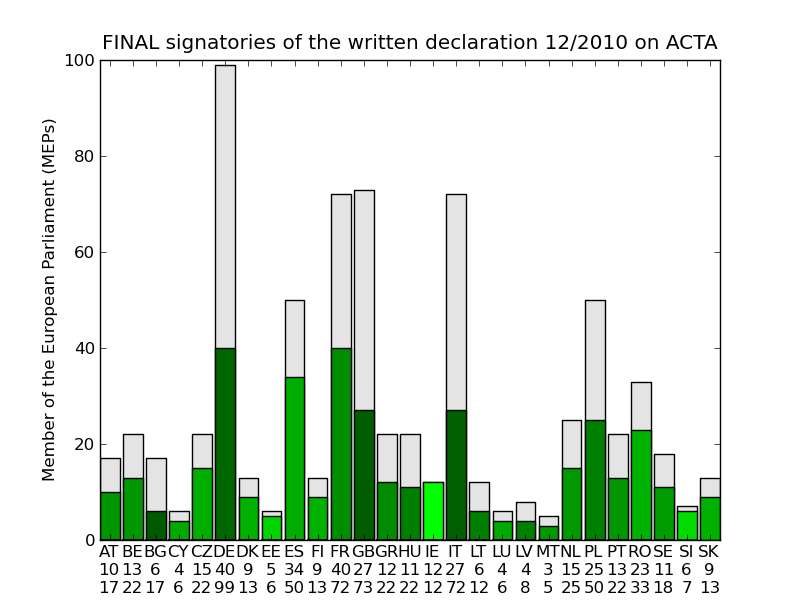 FINAL signatories of the written declaration 12/2010 on ACTA
Member of the European Parliament (MEPs)
100
80
60
40
20
0
AT BE BG CY CZ DE DK EE ES FI FR GB GR HU IE IT LT LU LV MT NL PL PT RO SE SI SK
10 13 6 4 15 40 9 5 34 9 40 27 12 11 12 27 6 4 4 3 15 25 13 23 11 6 9
17 22 17 6 22 99 13 6 50 13 72 73 22 22 12 72 12 6 8 5 25 50 22 33 18 7 13